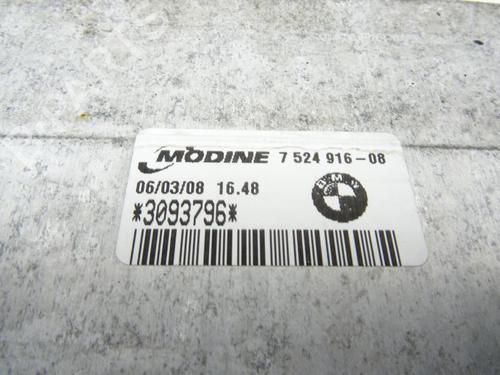 MODINE 7 524 916-08
06/03/08 16.48
BMW
*3093796*